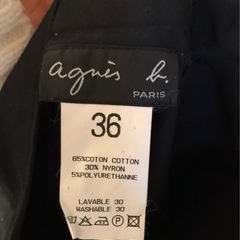 agnès b.
PARIS
36
65%COTON COTTON
30% NYRON
5%POLYURETHANNE
LAVABLE 30°
WASHABLE 30°